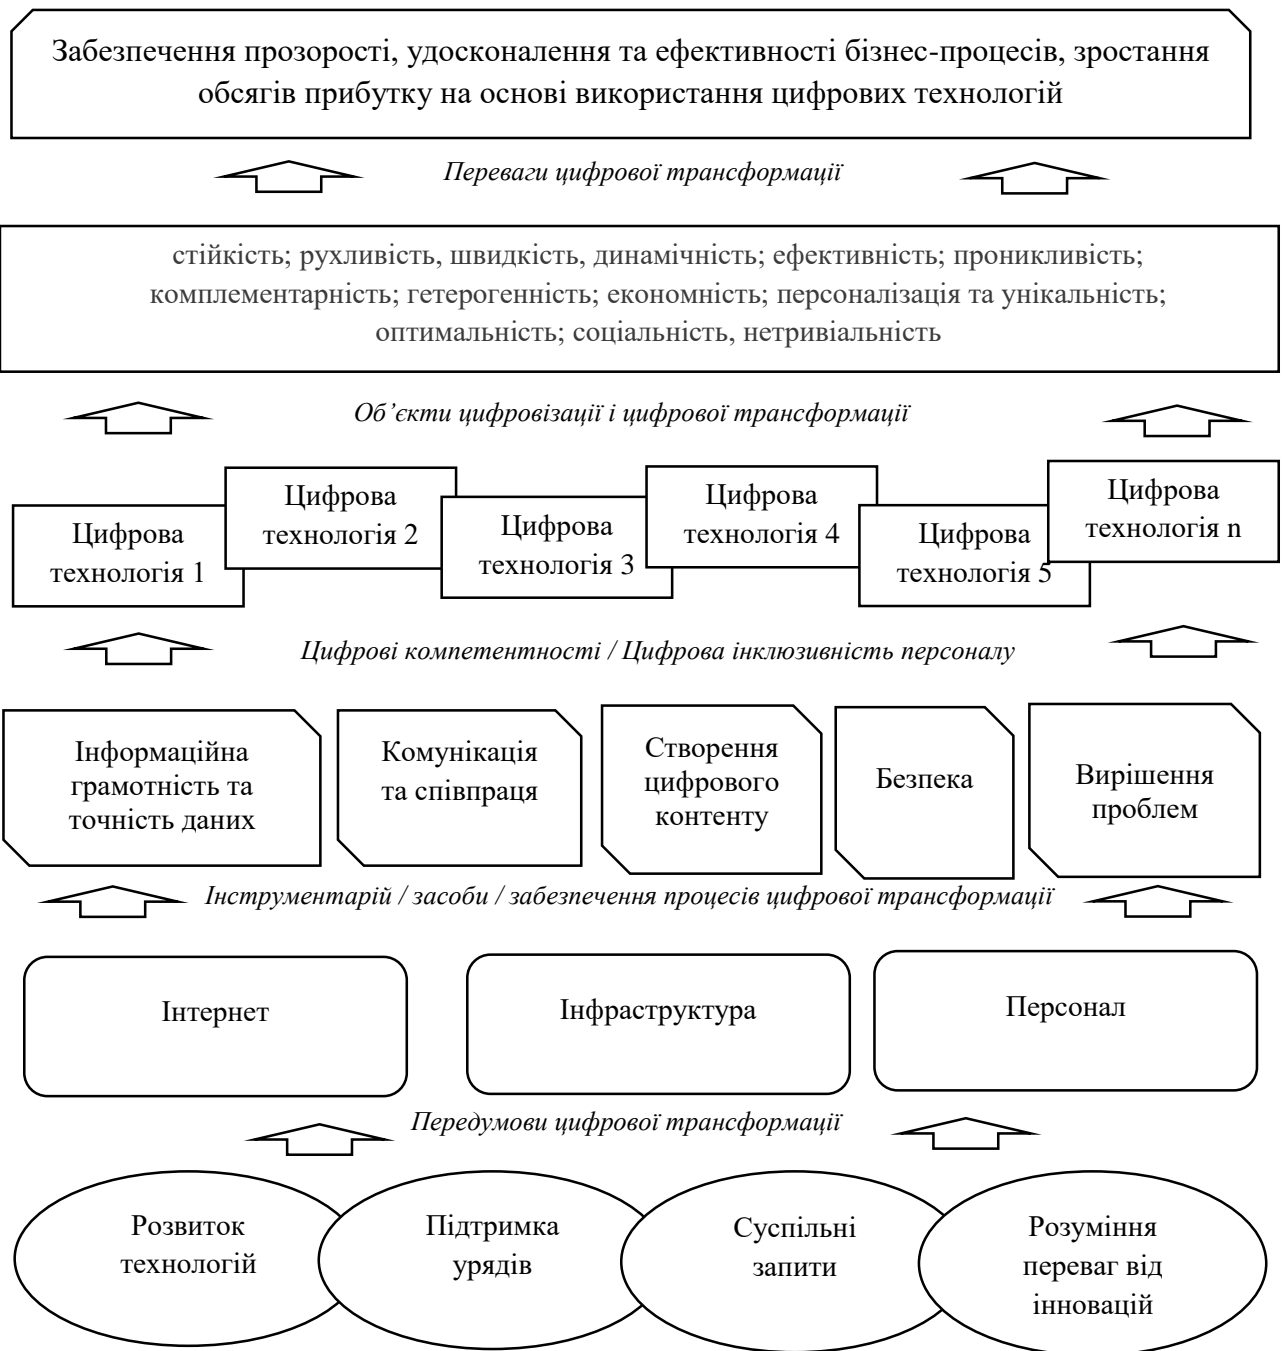 Забезпечення прозорості, удосконалення та ефективності бізнес-процесів, зростання
обсягів прибутку на основі використання цифрових технологій
Переваги цифрової трансформації
стійкість; рухливість, швидкість, динамічність; ефективність; проникливість;
комплементарність; гетерогенність; економність; персоналізація та унікальність;
оптимальність; соціальність, нетривіальність
Об’єкти цифровізації і цифрової трансформації
Цифрова
технологія 1
Цифрова
технологія 2
Цифрова
технологія 3
Цифрова
технологія 4
Цифрова
технологія 5
Цифрова
технологія n
Цифрові компетентності / Цифрова інклюзивність персоналу
Інформаційна
грамотність та
точність даних
Комунікація
та співпраця
Створення
цифрового
контенту
Безпека
Вирішення
проблем
Інструментарій / засоби / забезпечення процесів цифрової трансформації
Інтернет
Інфраструктура
Персонал
Передумови цифрової трансформації
Розвиток
технологій
Підтримка
урядів
Суспільні
запити
Розуміння
переваг від
інновацій